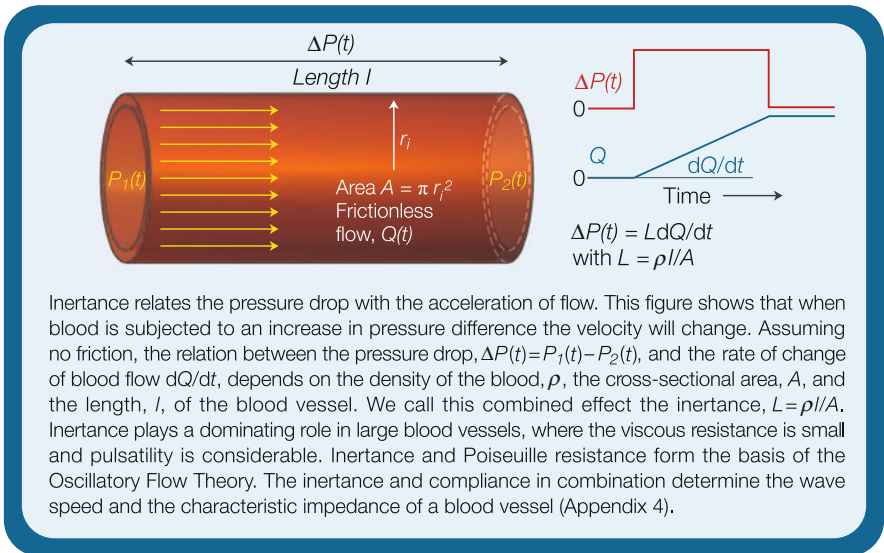 ΔP(t)
Length l
r_i
P_1(t)
P_2(t)
Area A = π r_i^2
Frictionless
flow, Q(t)
ΔP(t)
0
Q
0
dQ/dt
Time
ΔP(t) = LdQ/dt
with L = ρl/A
Inertance relates the pressure drop with the acceleration of flow. This figure shows that when
blood is subjected to an increase in pressure difference the velocity will change. Assuming
no friction, the relation between the pressure drop, ΔP(t)=P_1(t)–P_2(t), and the rate of change
of blood flow dQ/dt, depends on the density of the blood, ρ, the cross-sectional area, A, and
the length, l, of the blood vessel. We call this combined effect the inertance, L=ρl/A.
Inertance plays a dominating role in large blood vessels, where the viscous resistance is small
and pulsatility is considerable. Inertance and Poiseuille resistance form the basis of the
Oscillatory Flow Theory. The inertance and compliance in combination determine the wave
speed and the characteristic impedance of a blood vessel (Appendix 4).